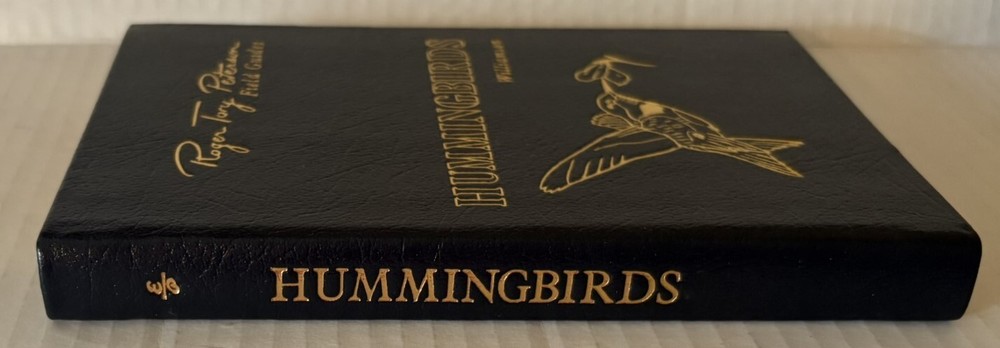 Roger Tory Peterson
Field Guides
HUMMINGBIRDS
Williamson
HUMMINGBIRDS